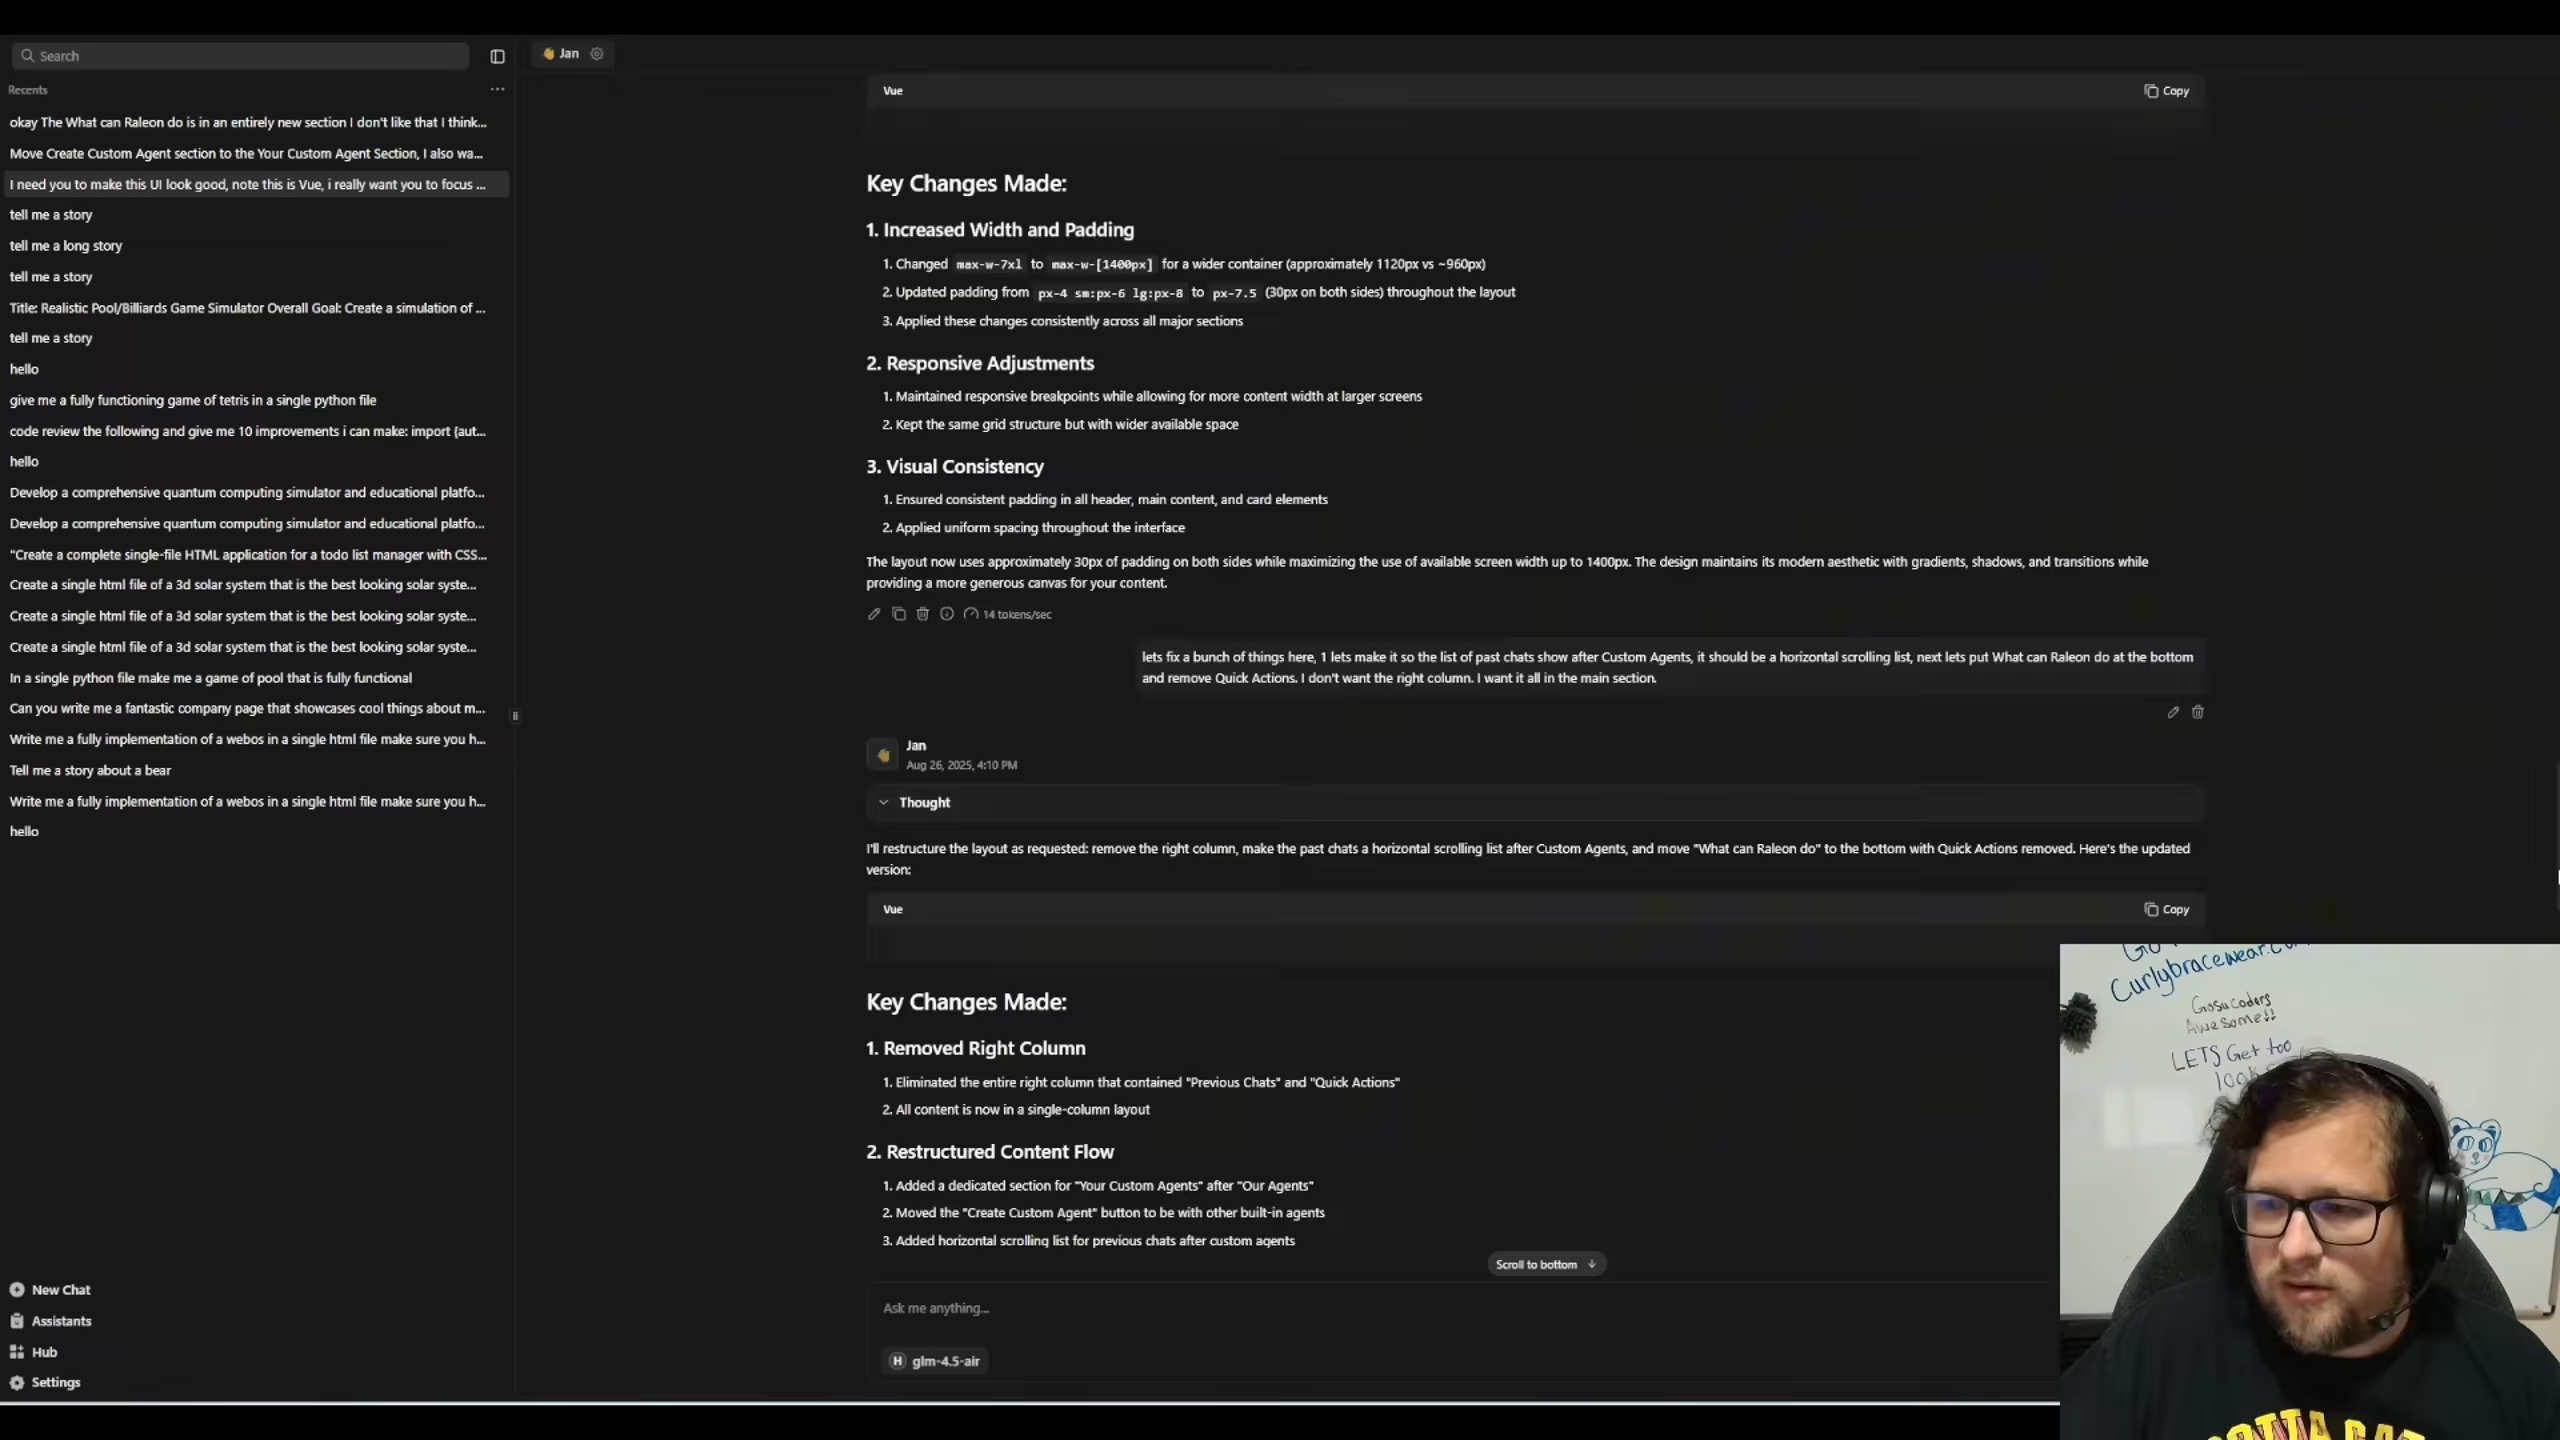 Search
Recents
okay The What can Raleon do is in an entirely new section I don't like that I think...
Move Create Custom Agent section to the Your Custom Agent Section, I also wa...
I need you to make this UI look good, note this is Vue, i really want you to focus ...
tell me a story
tell me a long story
tell me a story
Title: Realistic Pool/Billiards Game Simulator Overall Goal: Create a simulation of ...
tell me a story
hello
give me a fully functioning game of tetris in a single python file
code review the following and give me 10 improvements i can make: import {aut...
hello
Develop a comprehensive quantum computing simulator and educational platfo...
Develop a comprehensive quantum computing simulator and educational platfo...
"Create a complete single-file HTML application for a todo list manager with CSS...
Create a single html file of a 3d solar system that is the best looking solar syste...
Create a single html file of a 3d solar system that is the best looking solar syste...
Create a single html file of a 3d solar system that is the best looking solar syste...
In a single python file make me a game of pool that is fully functional
Can you write me a fantastic company page that showcases cool things about m...
Write me a fully implementation of a webos in a single html file make sure you h...
Tell me a story about a bear
Write me a fully implementation of a webos in a single html file make sure you h...
hello
New Chat
Assistants
Hub
Settings
Jan
Vue
Copy
Key Changes Made:
1. Increased Width and Padding
1. Changed max-w-7xl to max-w-[1400px] for a wider container (approximately 1120px vs ~960px)
2. Updated padding from px-4 sm:px-6 lg:px-8 to px-7.5 (30px on both sides) throughout the layout
3. Applied these changes consistently across all major sections
2. Responsive Adjustments
1. Maintained responsive breakpoints while allowing for more content width at larger screens
2. Kept the same grid structure but with wider available space
3. Visual Consistency
1. Ensured consistent padding in all header, main content, and card elements
2. Applied uniform spacing throughout the interface
The layout now uses approximately 30px of padding on both sides while maximizing the use of available screen width up to 1400px. The design maintains its modern aesthetic with gradients, shadows, and transitions while
providing a more generous canvas for your content.
14 tokens/sec
lets fix a bunch of things here, 1 lets make it so the list of past chats show after Custom Agents, it should be a horizontal scrolling list, next lets put What can Raleon do at the bottom
and remove Quick Actions. I don't want the right column. I want it all in the main section.
Jan
Aug 26, 2025, 4:10 PM
Thought
I'll restructure the layout as requested: remove the right column, make the past chats a horizontal scrolling list after Custom Agents, and move "What can Raleon do" to the bottom with Quick Actions removed. Here's the updated
version:
Vue
Copy
Key Changes Made:
1. Removed Right Column
1. Eliminated the entire right column that contained "Previous Chats" and "Quick Actions"
2. All content is now in a single-column layout
2. Restructured Content Flow
1. Added a dedicated section for "Your Custom Agents" after "Our Agents"
2. Moved the "Create Custom Agent" button to be with other built-in agents
3. Added horizontal scrolling list for previous chats after custom agents
Scroll to bottom
Ask me anything...
H glm-4.5-air
Curlybracewear.
Gosucoders
Awesome!!
LETS Get too
100k